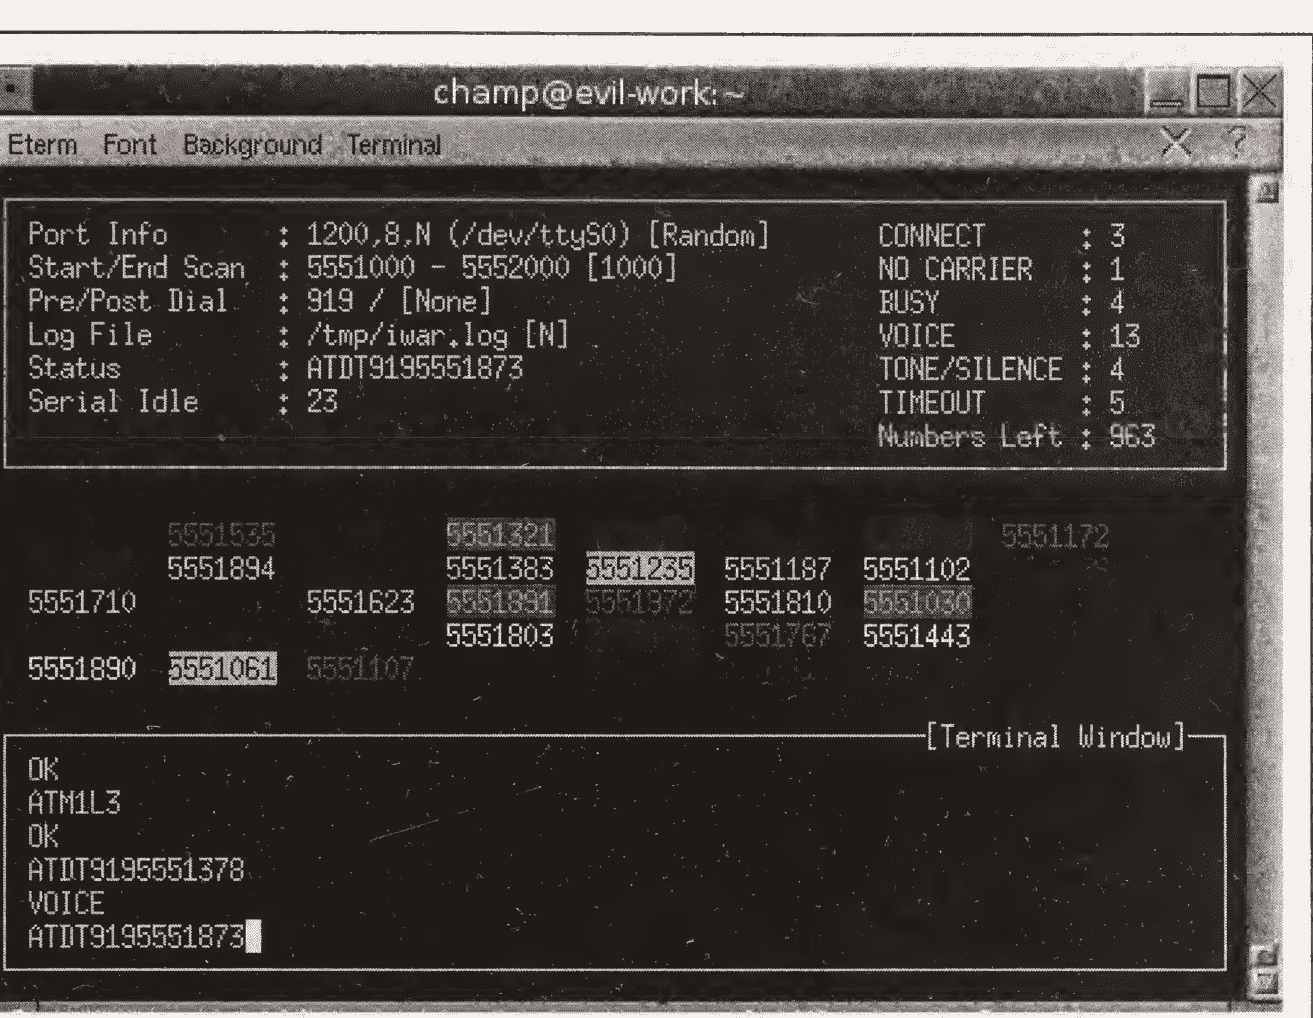 champ@evil-work: ~
Eterm Font Background Terminal
Port Info : 1200,8,N (/dev/ttyS0) [Random] CONNECT : 3
Start/End Scan : 5551000 - 5552000 [1000] NO CARRIER : 1
Pre/Post Dial : 919 / [None] BUSY : 4
Log File : /tmp/iwar.log [N] VOICE : 13
Status : ATDT9195551873 TONE/SILENCE : 4
Serial Idle : 23 TIMEOUT : 5
Numbers Left : 963
5551535 5551321 5551172
5551894 5551383 5551235 5551187 5551102
5551710 5551623 5551891 5551972 5551810 5551030
5551803 5551767 5551443
5551890 5551061 5551107
[Terminal Window]
OK
ATM1L3
OK
ATDT9195551378
VOICE
ATDT9195551873